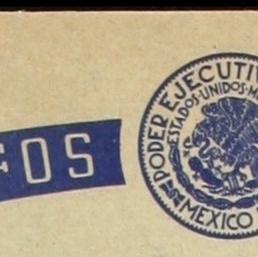 FOS
PODER EJECUTIV
ESTADOS·UNIDOS·M
MEXICO